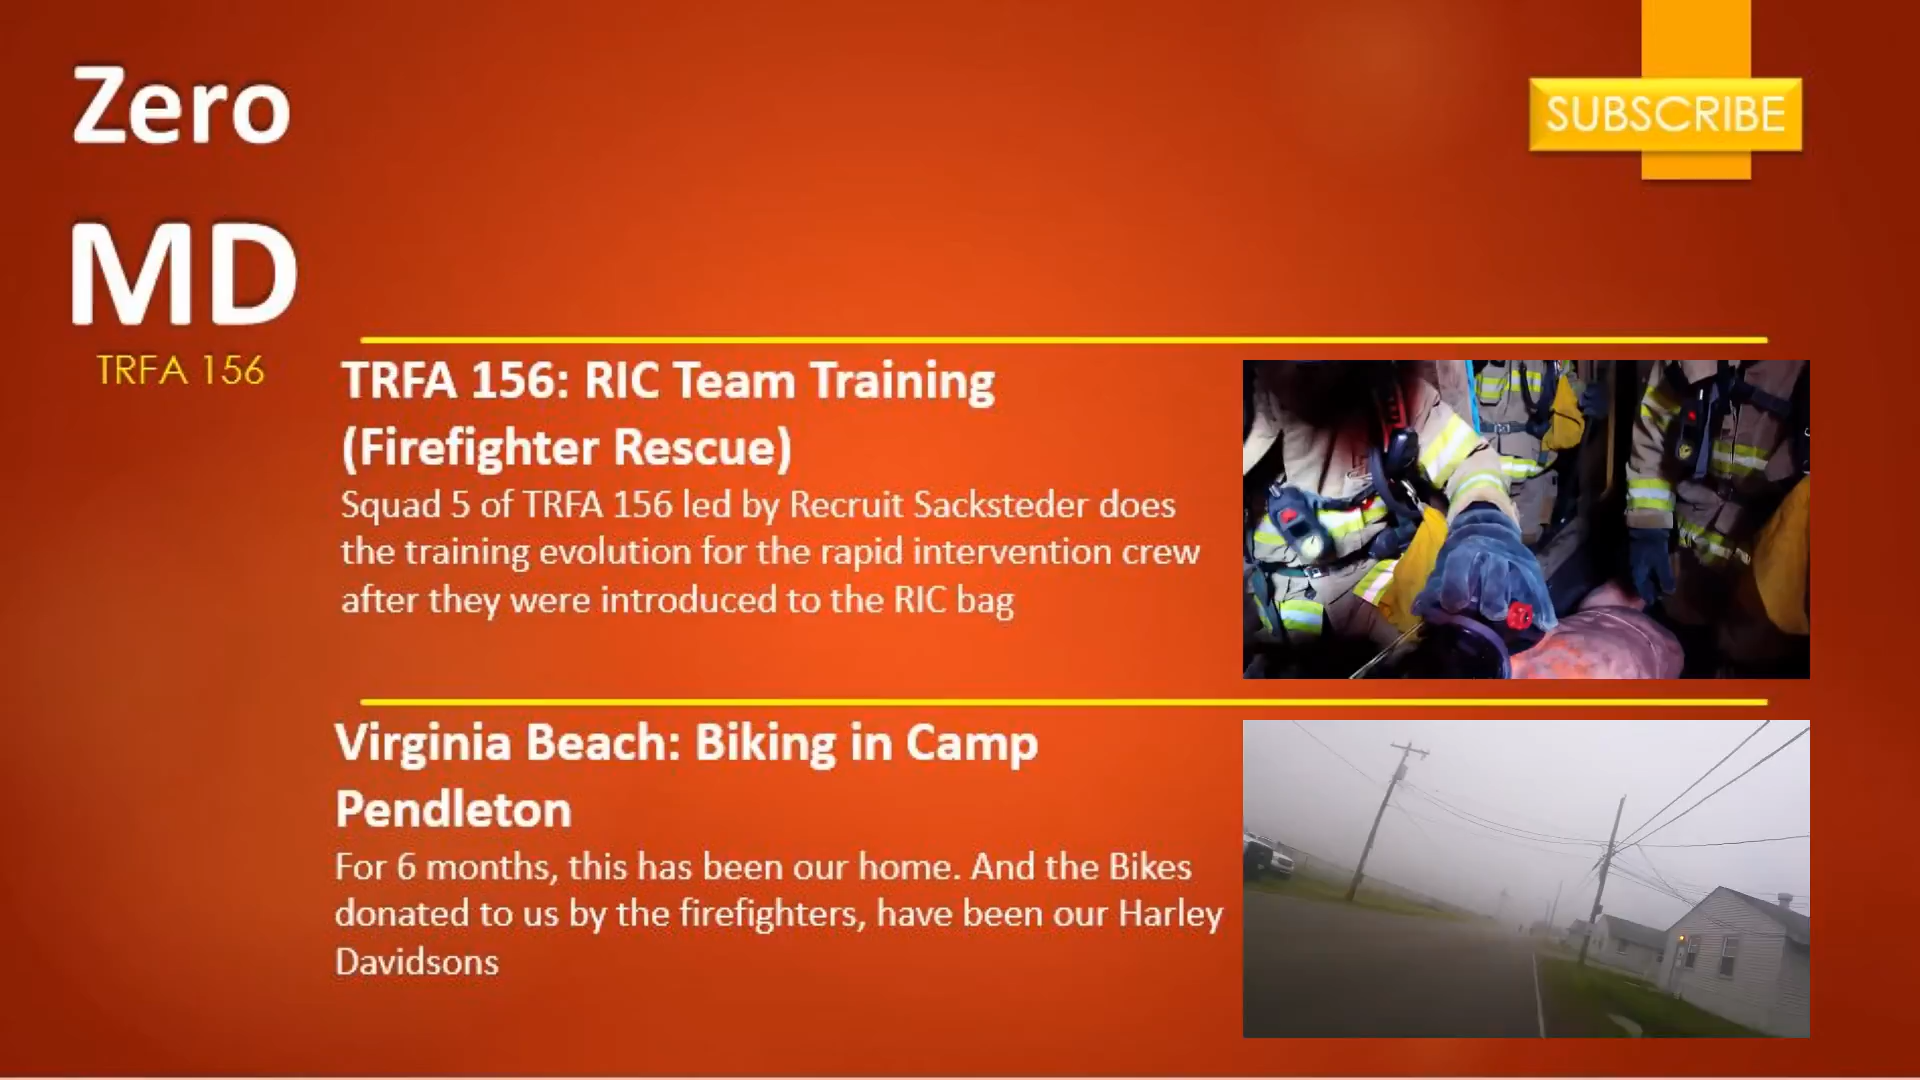 Zero
MD
TRFA 156
SUBSCRIBE
TRFA 156: RIC Team Training
(Firefighter Rescue)
Squad 5 of TRFA 156 led by Recruit Sacksteder does
the training evolution for the rapid intervention crew
after they were introduced to the RIC bag
Virginia Beach: Biking in Camp
Pendleton
For 6 months, this has been our home. And the Bikes
donated to us by the firefighters, have been our Harley
Davidsons